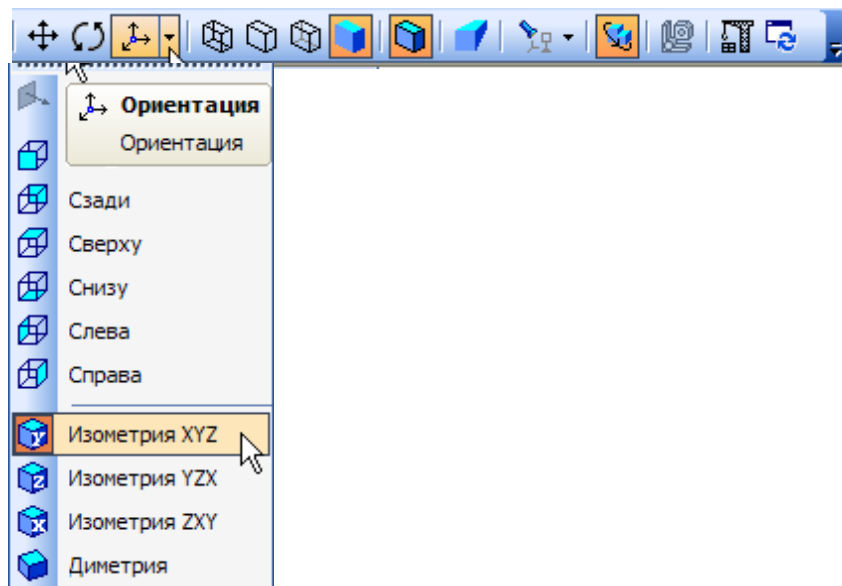 Ориентация
Ориентация
Сзади
Сверху
Снизу
Слева
Справа
Изометрия XYZ
Изометрия YZX
Изометрия ZXY
Диметрия